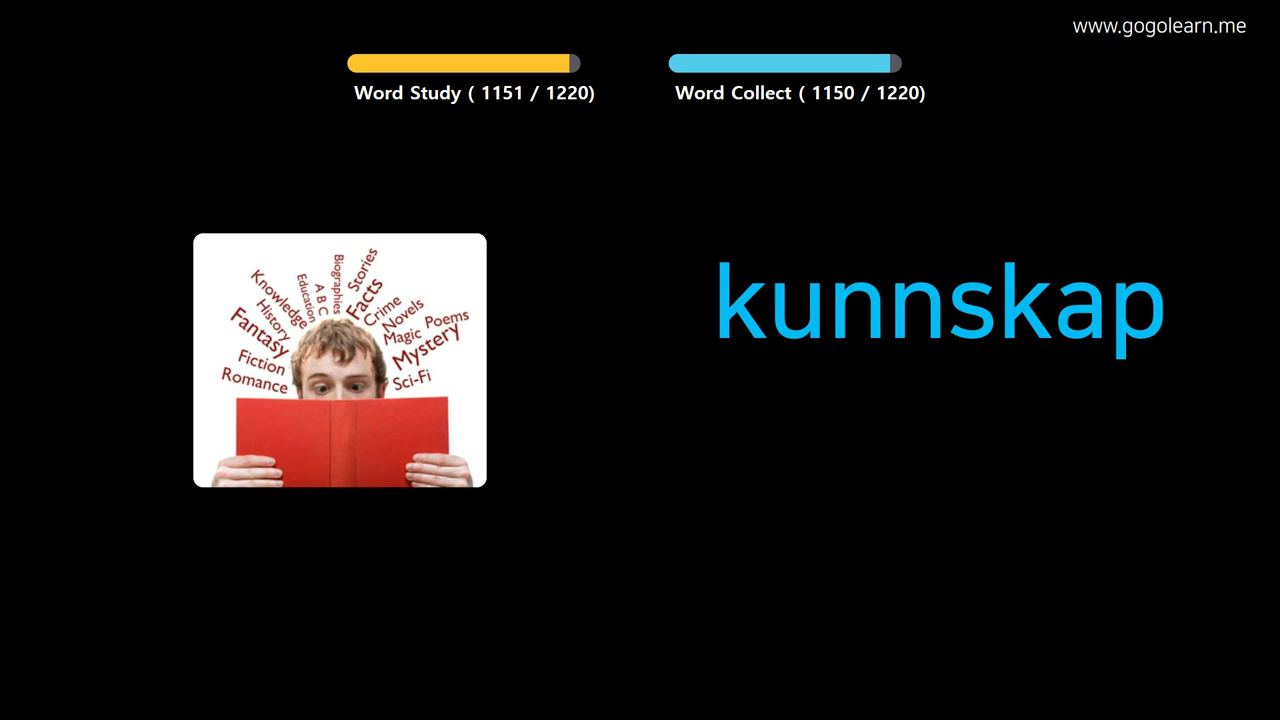 www.gogolearn.me
Word Study ( 1151 / 1220)
Word Collect ( 1150 / 1220)
kunnskap
Knowledge
History
Fantasy
Fiction
Romance
Education
A B C
Biographies
Stories
Facts
Crime
Novels
Magic
Poems
Mystery
Sci-Fi